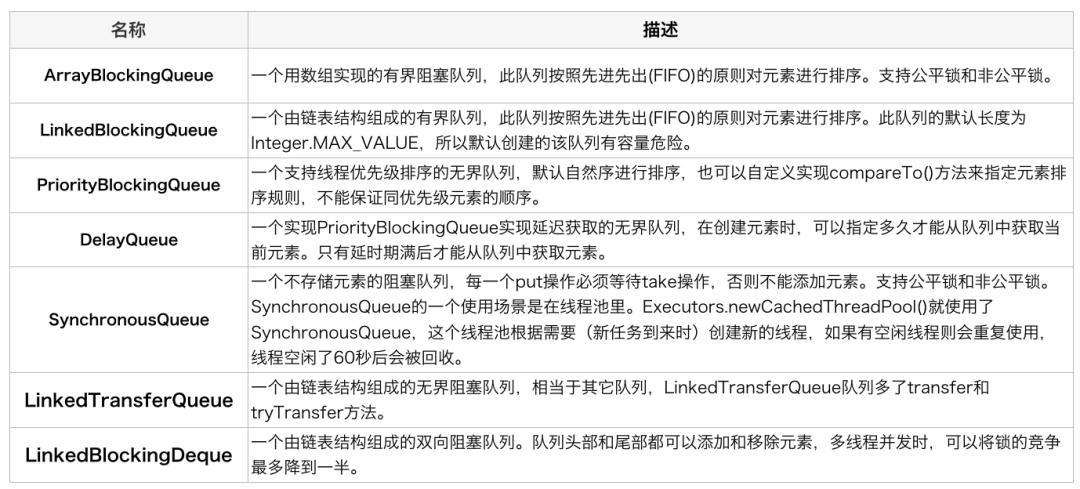 名称 描述
ArrayBlockingQueue 一个用数组实现的有界阻塞队列，此队列按照先进先出(FIFO)的原则对元素进行排序。支持公平锁和非公平锁。
LinkedBlockingQueue 一个由链表结构组成的有界队列，此队列按照先进先出(FIFO)的原则对元素进行排序。此队列的默认长度为
Integer.MAX_VALUE，所以默认创建的该队列有容量危险。
PriorityBlockingQueue 一个支持线程优先级排序的无界队列，默认自然序进行排序，也可以自定义实现compareTo()方法来指定元素排
序规则，不能保证同优先级元素的顺序。
DelayQueue 一个实现PriorityBlockingQueue实现延迟获取的无界队列，在创建元素时，可以指定多久才能从队列中获取当
前元素。只有延时期满后才能从队列中获取元素。
SynchronousQueue 一个不存储元素的阻塞队列，每一个put操作必须等待take操作，否则不能添加元素。支持公平锁和非公平锁。
SynchronousQueue的一个使用场景是在线程池里。Executors.newCachedThreadPool()就使用了
SynchronousQueue，这个线程池根据需要（新任务到来时）创建新的线程，如果有空闲线程则会重复使用，
线程空闲了60秒后会被回收。
LinkedTransferQueue 一个由链表结构组成的无界阻塞队列，相当于其它队列，LinkedTransferQueue队列多了transfer和
tryTransfer方法。
LinkedBlockingDeque 一个由链表结构组成的双向阻塞队列。队列头部和尾部都可以添加和移除元素，多线程并发时，可以将锁的竞争
最多降到一半。